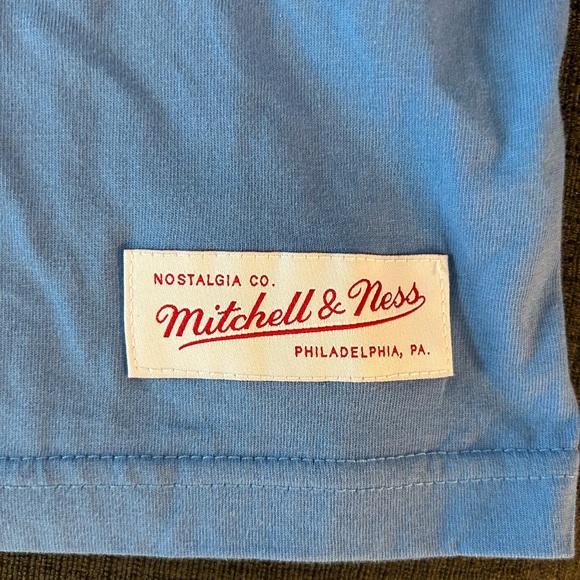 NOSTALGIA CO.
Mitchell & Ness
PHILADELPHIA, PA.